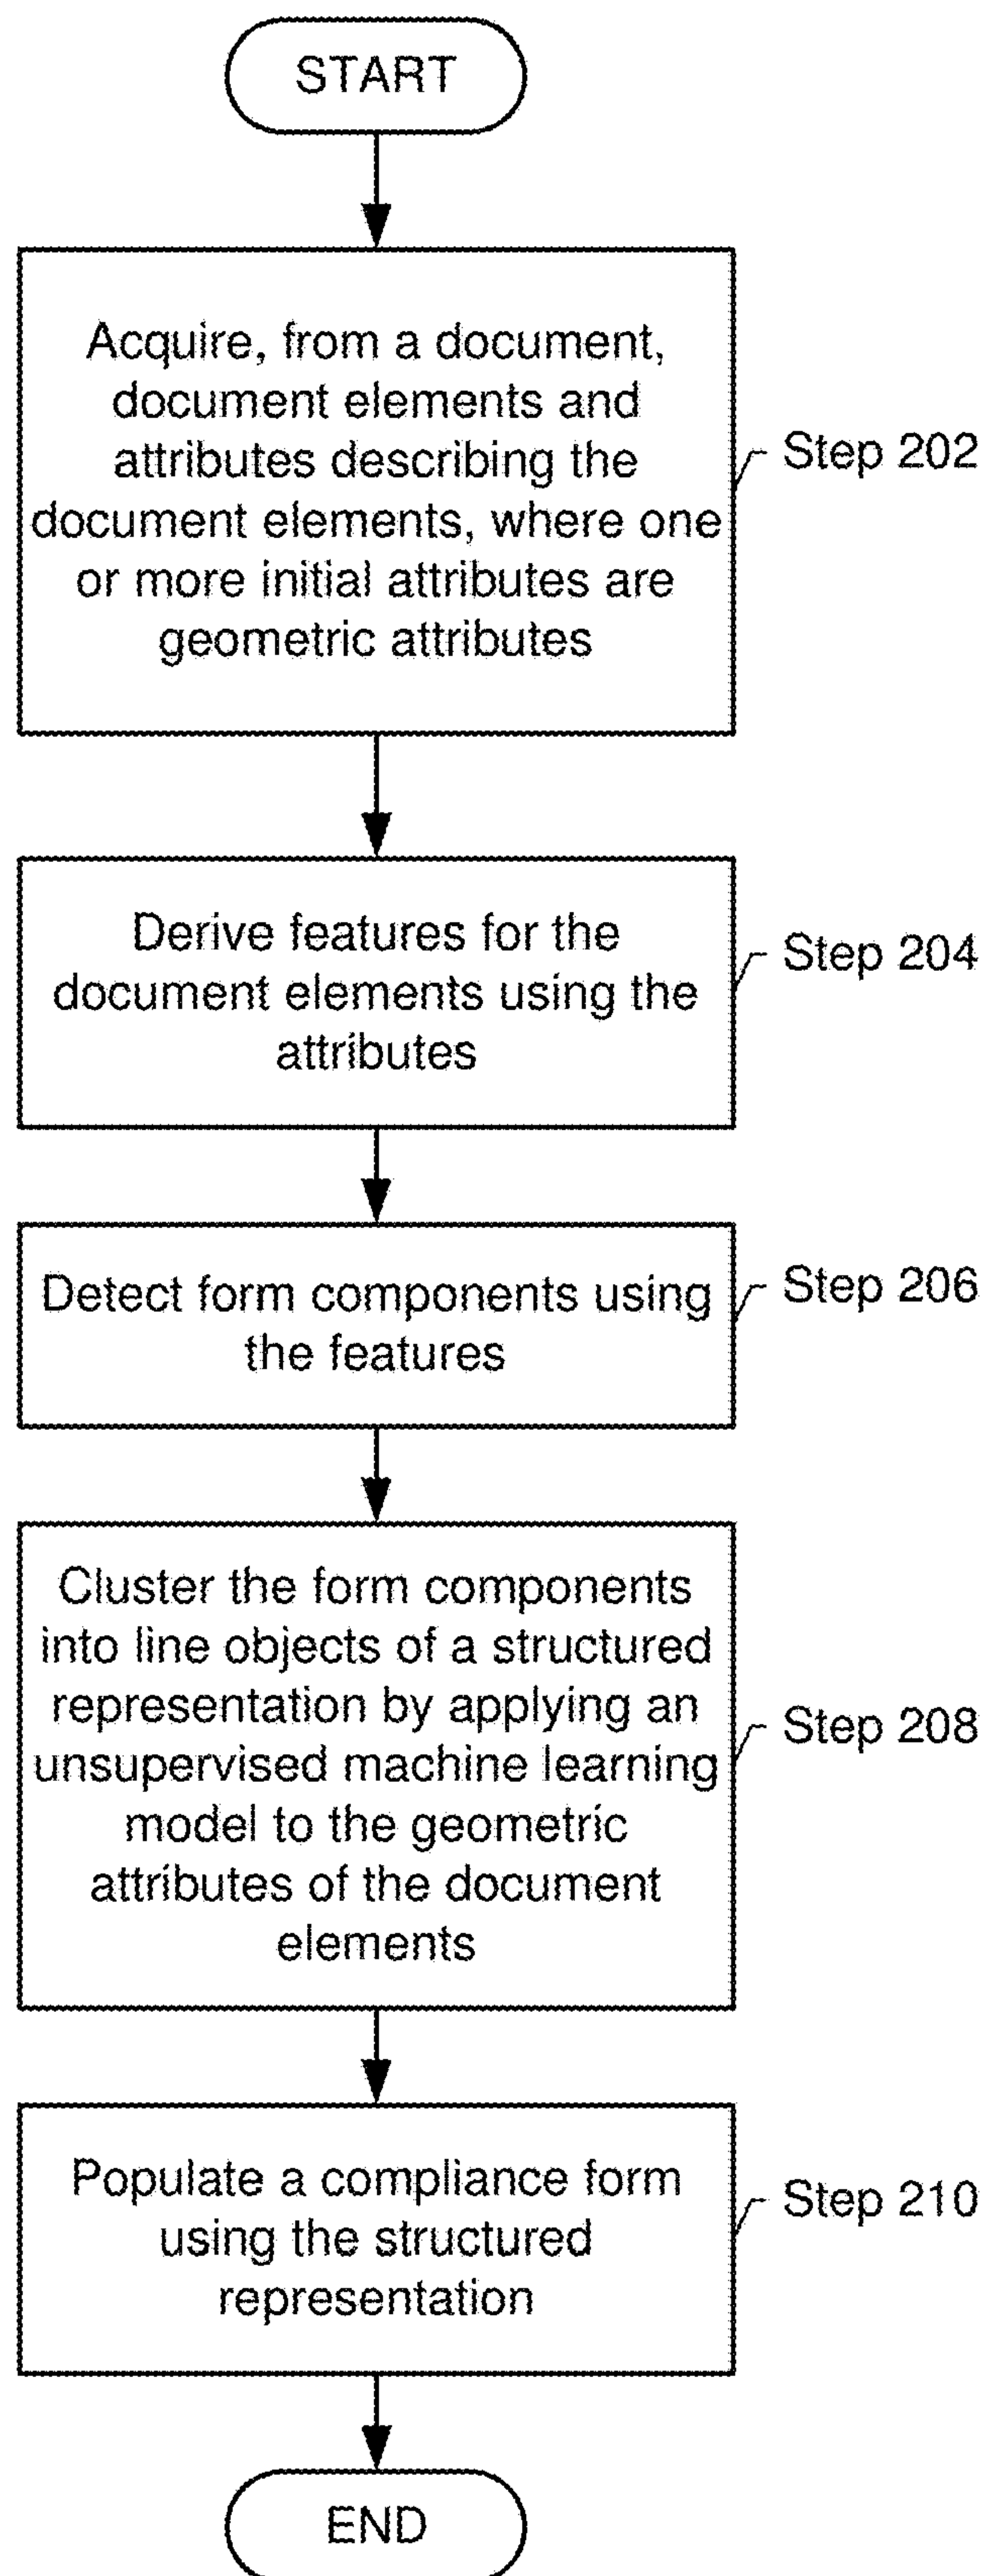 START
Acquire, from a document,
document elements and
attributes describing the
document elements, where one
or more initial attributes are
geometric attributes
Step 202
Derive features for the
document elements using the
attributes
Step 204
Detect form components using
the features
Step 206
Cluster the form components
into line objects of a structured
representation by applying an
unsupervised machine learning
model to the geometric
attributes of the document
elements
Step 208
Populate a compliance form
using the structured
representation
Step 210
END